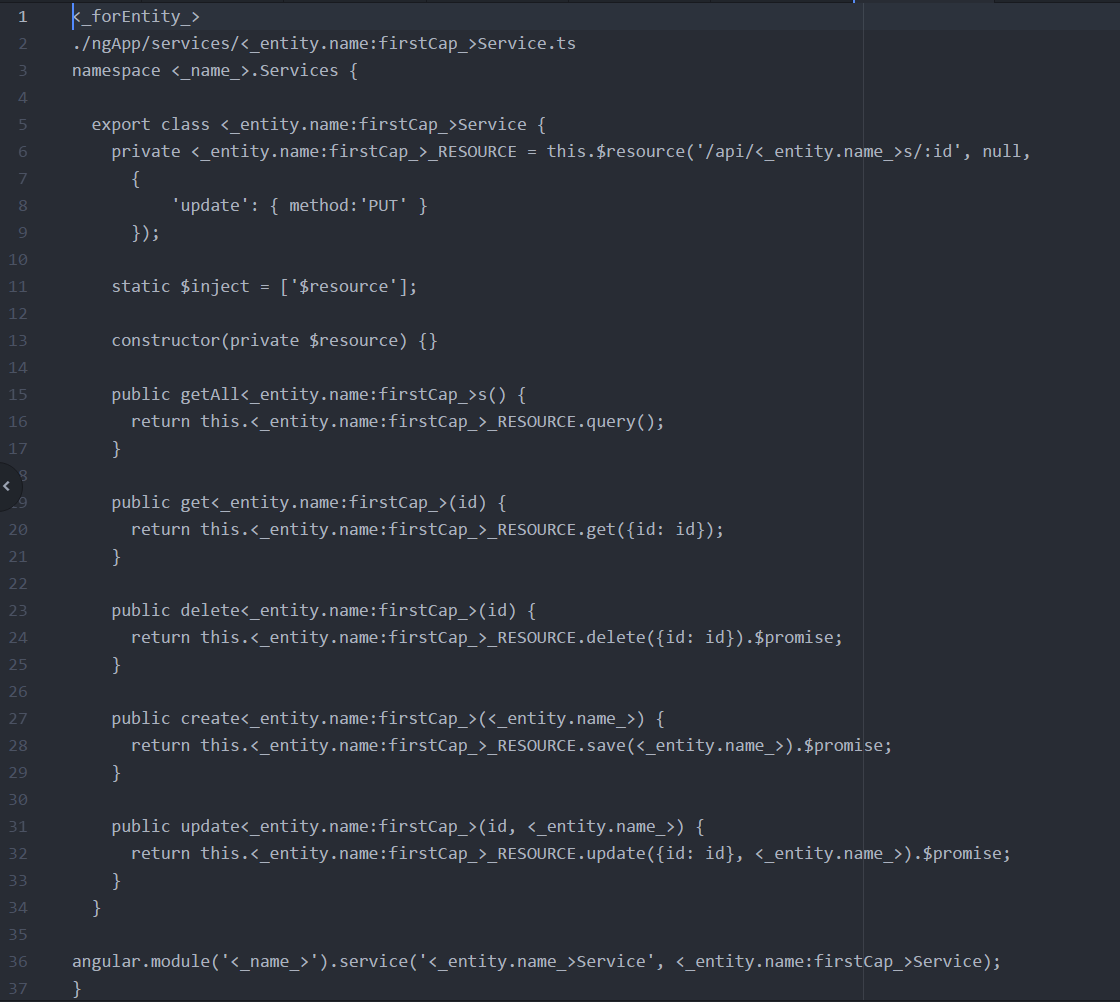 1 <_forEntity_>
2 ./ngApp/services/<_entity.name:firstCap_>Service.ts
3 namespace <_name_>.Services {
4
5   export class <_entity.name:firstCap_>Service {
6     private <_entity.name:firstCap_>_RESOURCE = this.$resource('/api/<_entity.name_>s/:id', null,
7       {
8           'update': { method:'PUT' }
9       });
10
11     static $inject = ['$resource'];
12
13     constructor(private $resource) {}
14
15     public getAll<_entity.name:firstCap_>s() {
16       return this.<_entity.name:firstCap_>_RESOURCE.query();
17     }
8
9     public get<_entity.name:firstCap_>(id) {
20       return this.<_entity.name:firstCap_>_RESOURCE.get({id: id});
21     }
22
23     public delete<_entity.name:firstCap_>(id) {
24       return this.<_entity.name:firstCap_>_RESOURCE.delete({id: id}).$promise;
25     }
26
27     public create<_entity.name:firstCap_>(<_entity.name_>) {
28       return this.<_entity.name:firstCap_>_RESOURCE.save(<_entity.name_>).$promise;
29     }
30
31     public update<_entity.name:firstCap_>(id, <_entity.name_>) {
32       return this.<_entity.name:firstCap_>_RESOURCE.update({id: id}, <_entity.name_>).$promise;
33     }
34   }
35
36 angular.module('<_name_>').service('<_entity.name_>Service', <_entity.name:firstCap_>Service);
37 }